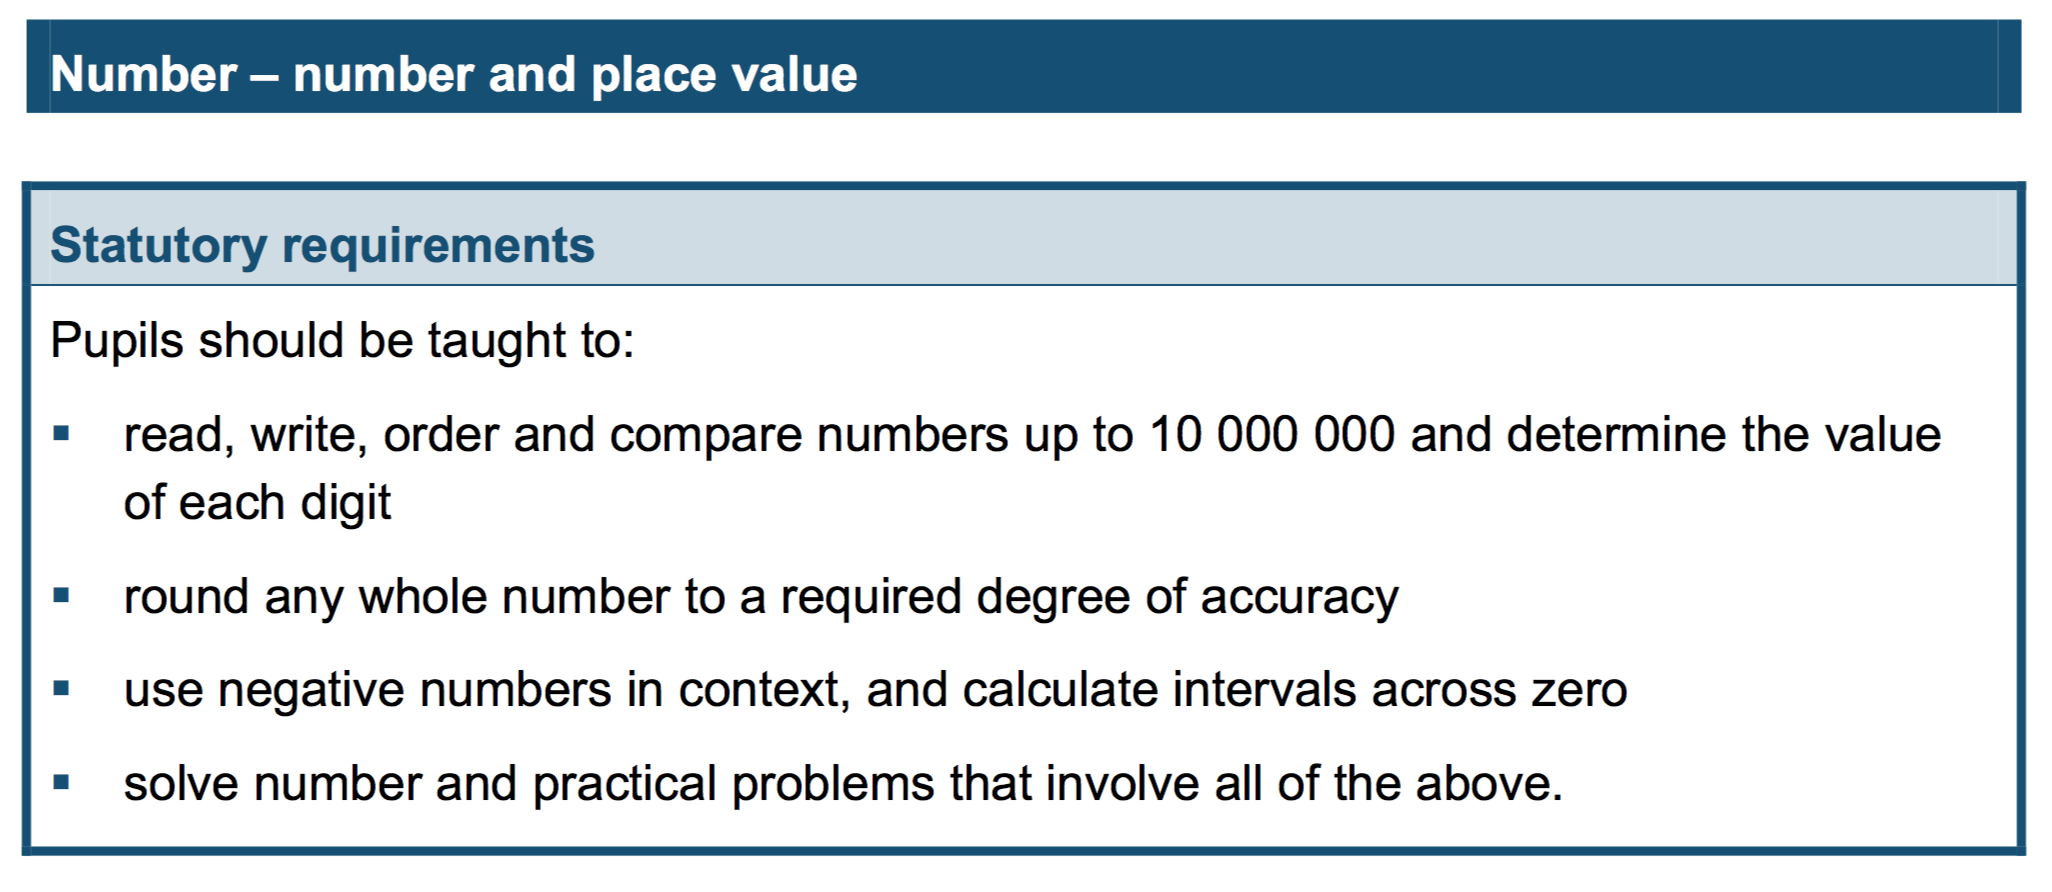 Number – number and place value
Statutory requirements
Pupils should be taught to:
▪ read, write, order and compare numbers up to 10 000 000 and determine the value
of each digit
▪ round any whole number to a required degree of accuracy
▪ use negative numbers in context, and calculate intervals across zero
▪ solve number and practical problems that involve all of the above.